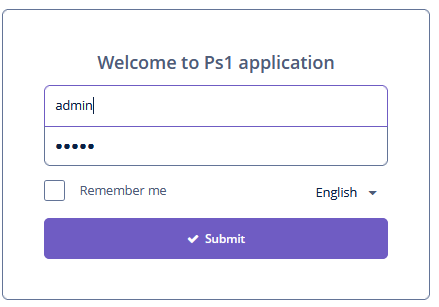 Welcome to Ps1 application
admin
•••••
Remember me
English
Submit